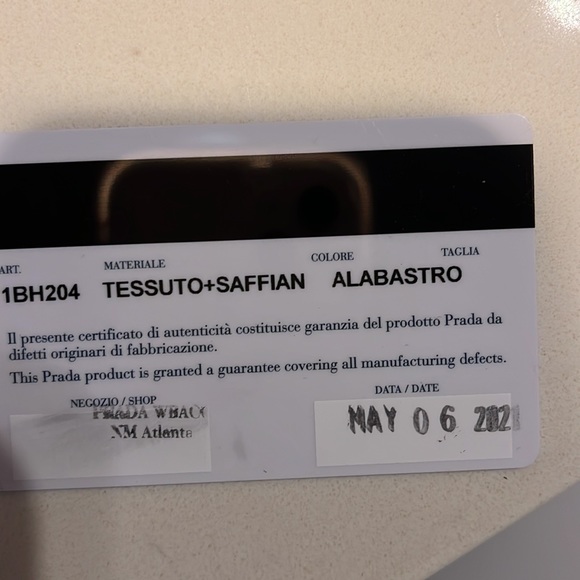 ART. MATERIALE COLORE TAGLIA
1BH204 TESSUTO+SAFFIAN ALABASTRO
Il presente certificato di autenticità costituisce garanzia del prodotto Prada da
difetti originari di fabbricazione.
This Prada product is granted a guarantee covering all manufacturing defects.
NEGOZIO / SHOP DATA / DATE
PRADA
NM Atlanta
MAY 06